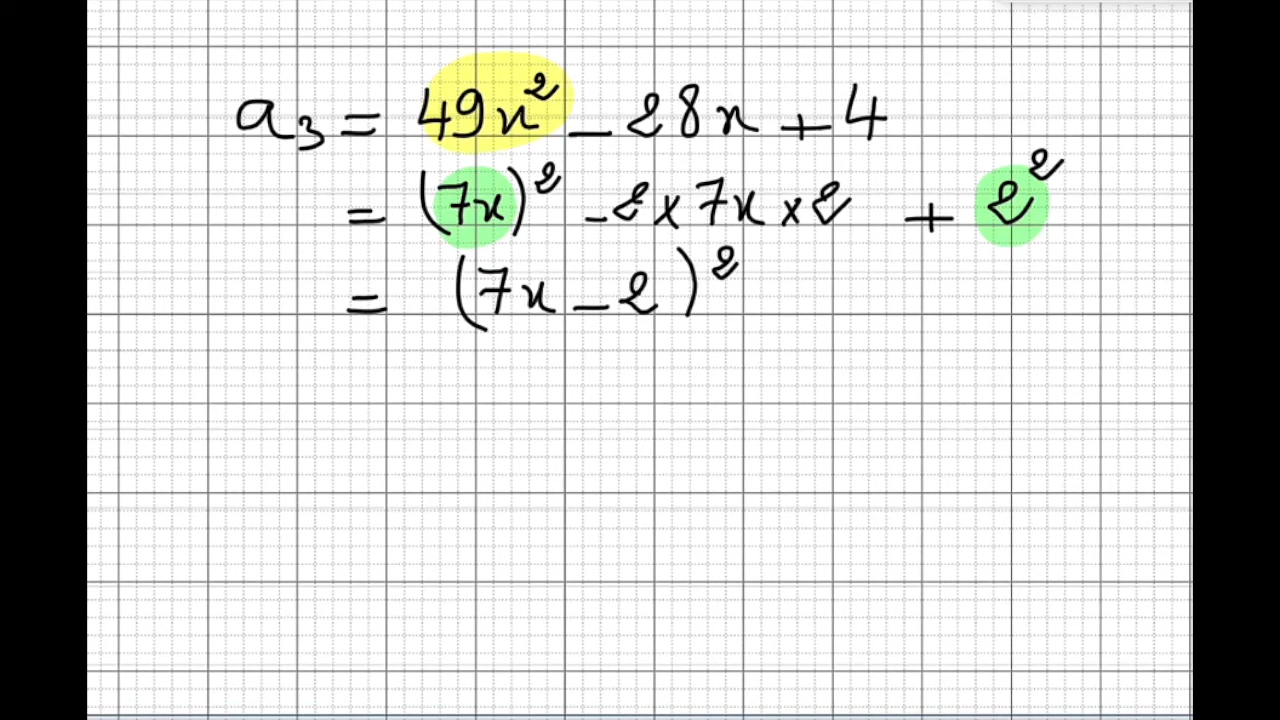 a₃ = 49x² - 28x + 4
= (7x)² - 2 × 7x × 2 + 2²
= (7x - 2)²